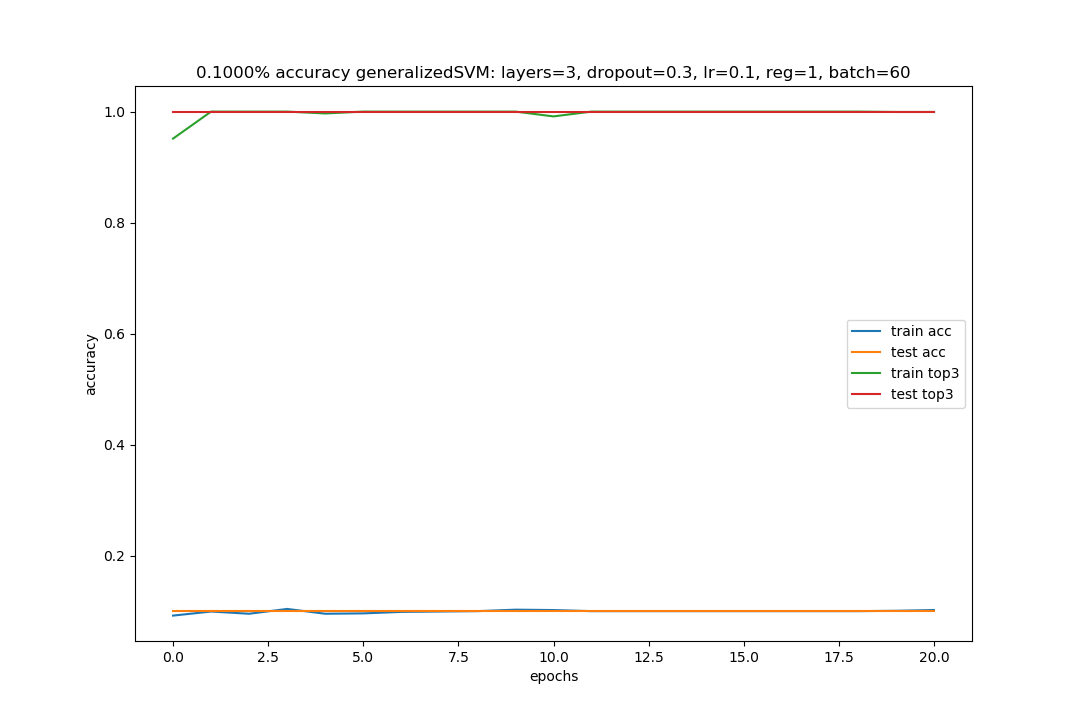 0.1000% accuracy generalizedSVM: layers=3, dropout=0.3, lr=0.1, reg=1, batch=60
1.0
0.8
0.6
0.4
0.2
accuracy
train acc
test acc
train top3
test top3
0.0 2.5 5.0 7.5 10.0 12.5 15.0 17.5 20.0
epochs